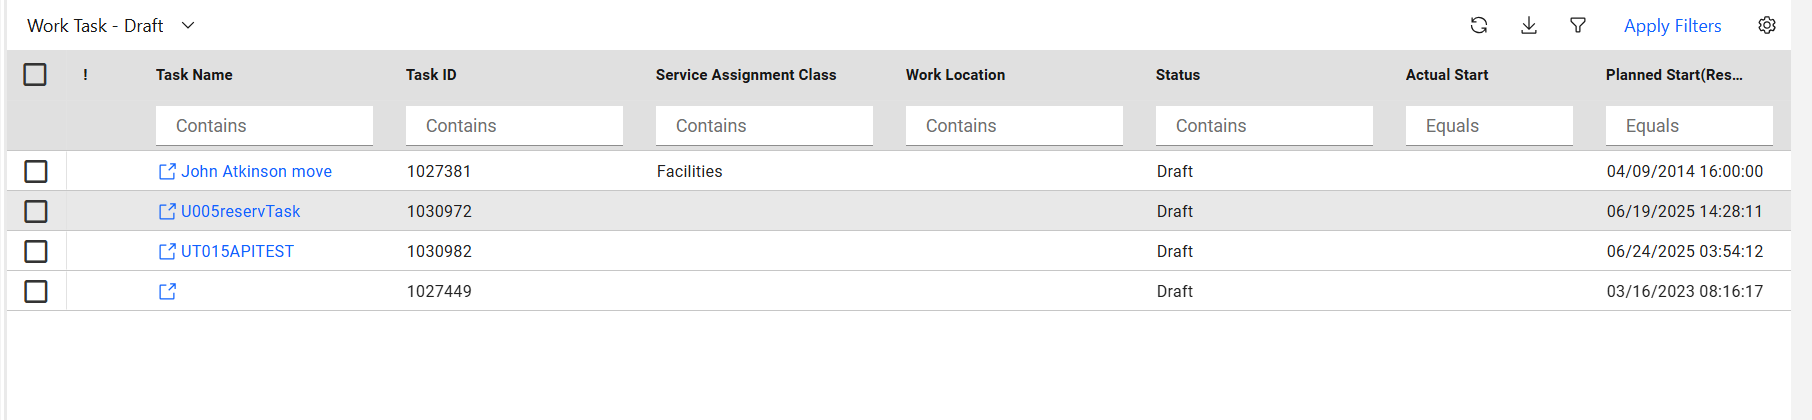 Work Task - Draft
Apply Filters
! Task Name Task ID Service Assignment Class Work Location Status Actual Start Planned Start(Res...
Contains Contains Contains Contains Contains Equals Equals
John Atkinson move 1027381 Facilities Draft 04/09/2014 16:00:00
U005reservTask 1030972 Draft 06/19/2025 14:28:11
UT015APITEST 1030982 Draft 06/24/2025 03:54:12
1027449 Draft 03/16/2023 08:16:17